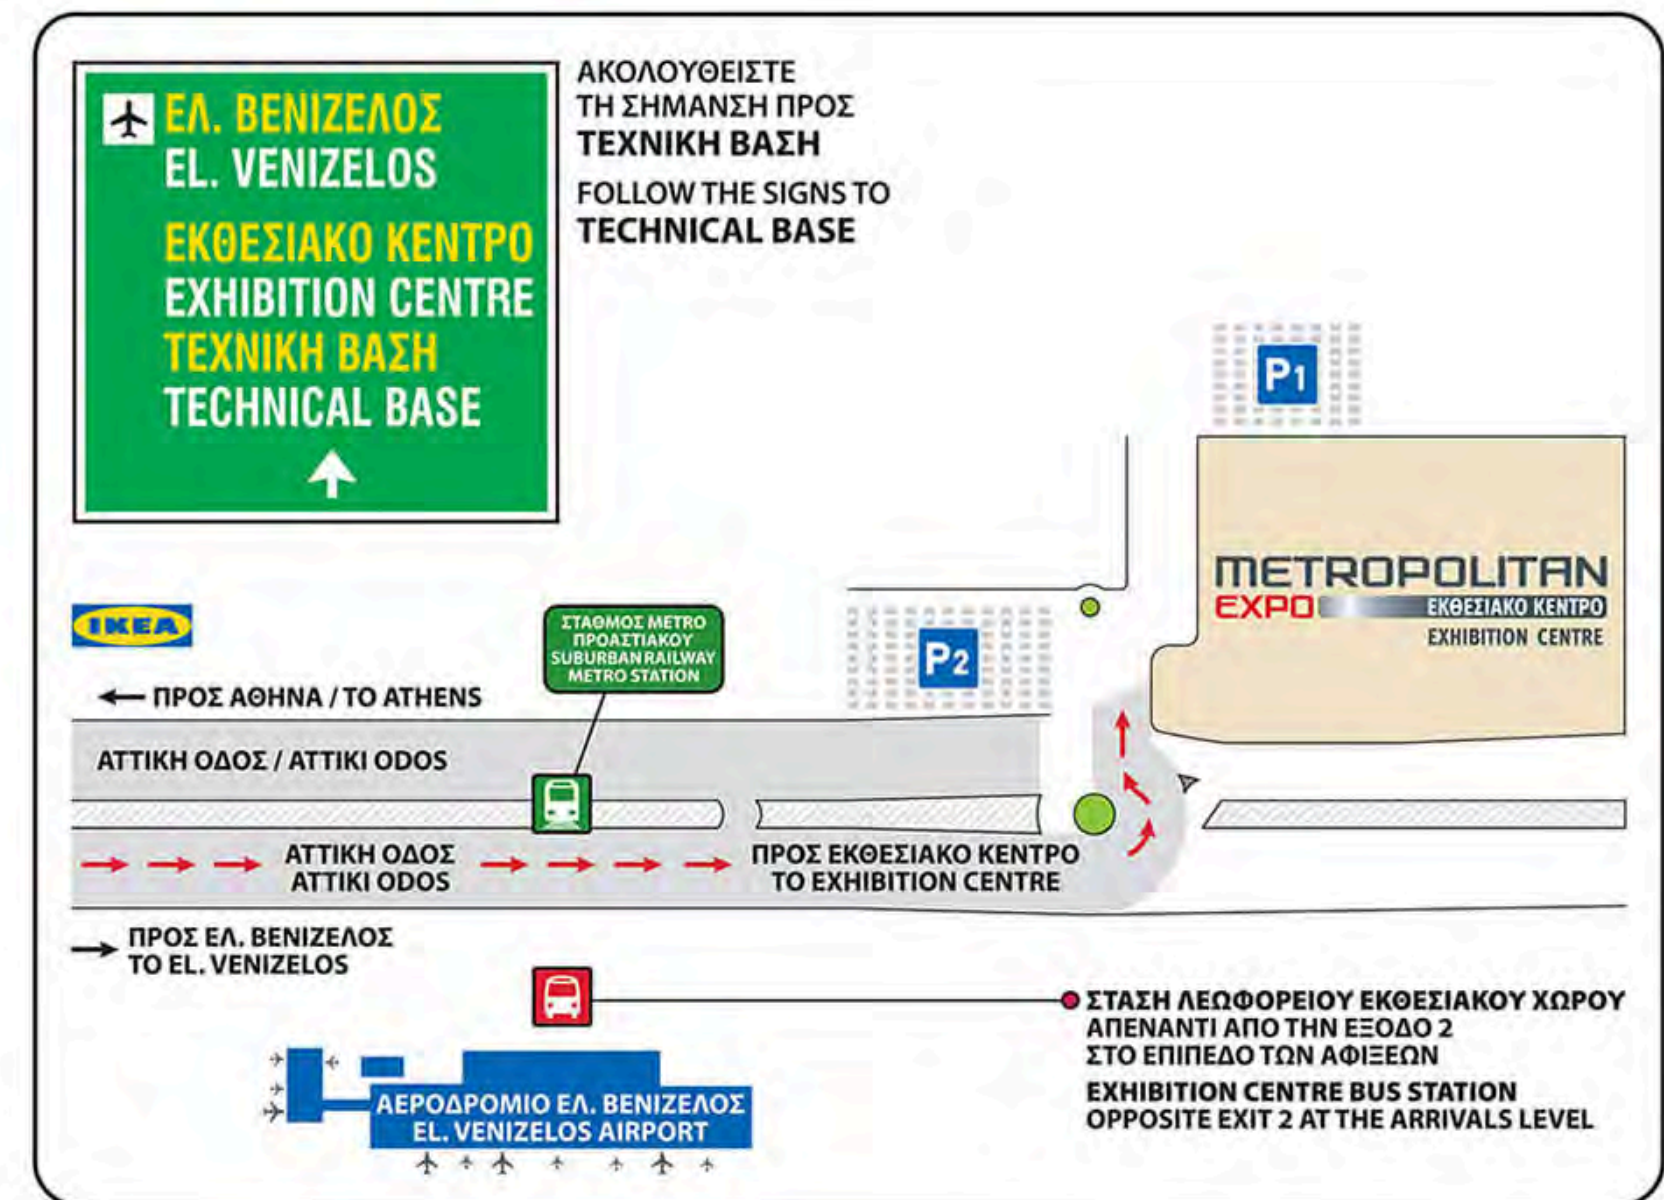 ΕΛ. ΒΕΝΙΖΕΛΟΣ
EL. VENIZELOS
ΕΚΘΕΣΙΑΚΟ ΚΕΝΤΡΟ
EXHIBITION CENTRE
ΤΕΧΝΙΚΗ ΒΑΣΗ
TECHNICAL BASE
ΑΚΟΛΟΥΘΕΙΣΤΕ
ΤΗ ΣΗΜΑΝΣΗ ΠΡΟΣ
ΤΕΧΝΙΚΗ ΒΑΣΗ
FOLLOW THE SIGNS TO
TECHNICAL BASE
P1
METROPOLITAN
EXPO ΕΚΘΕΣΙΑΚΟ ΚΕΝΤΡΟ
EXHIBITION CENTRE
IKEA
ΣΤΑΘΜΟΣ ΜΕΤRΟ
ΠΡΟΑΣΤΙΑΚΟΥ
SUBURBAN RAILWAY
METRO STATION
P2
ΠΡΟΣ ΑΘΗΝΑ / TO ATHENS
ΑΤΤΙΚΗ ΟΔΟΣ / ATTIKI ODOS
ΑΤΤΙΚΗ ΟΔΟΣ
ATTIKI ODOS
ΠΡΟΣ ΕΚΘΕΣΙΑΚΟ ΚΕΝΤΡΟ
TO EXHIBITION CENTRE
ΠΡΟΣ ΕΛ. ΒΕΝΙΖΕΛΟΣ
TO EL. VENIZELOS
ΣΤΑΣΗ ΛΕΩΦΟΡΕΙΟΥ ΕΚΘΕΣΙΑΚΟΥ ΧΩΡΟΥ
ΑΠΕΝΑΝΤΙ ΑΠΟ ΤΗΝ ΕΞΟΔΟ 2
ΣΤΟ ΕΠΙΠΕΔΟ ΤΩΝ ΑΦΙΞΕΩΝ
EXHIBITION CENTRE BUS STATION
OPPOSITE EXIT 2 AT THE ARRIVALS LEVEL
ΑΕΡΟΔΡΟΜΙΟ ΕΛ. ΒΕΝΙΖΕΛΟΣ
EL. VENIZELOS AIRPORT